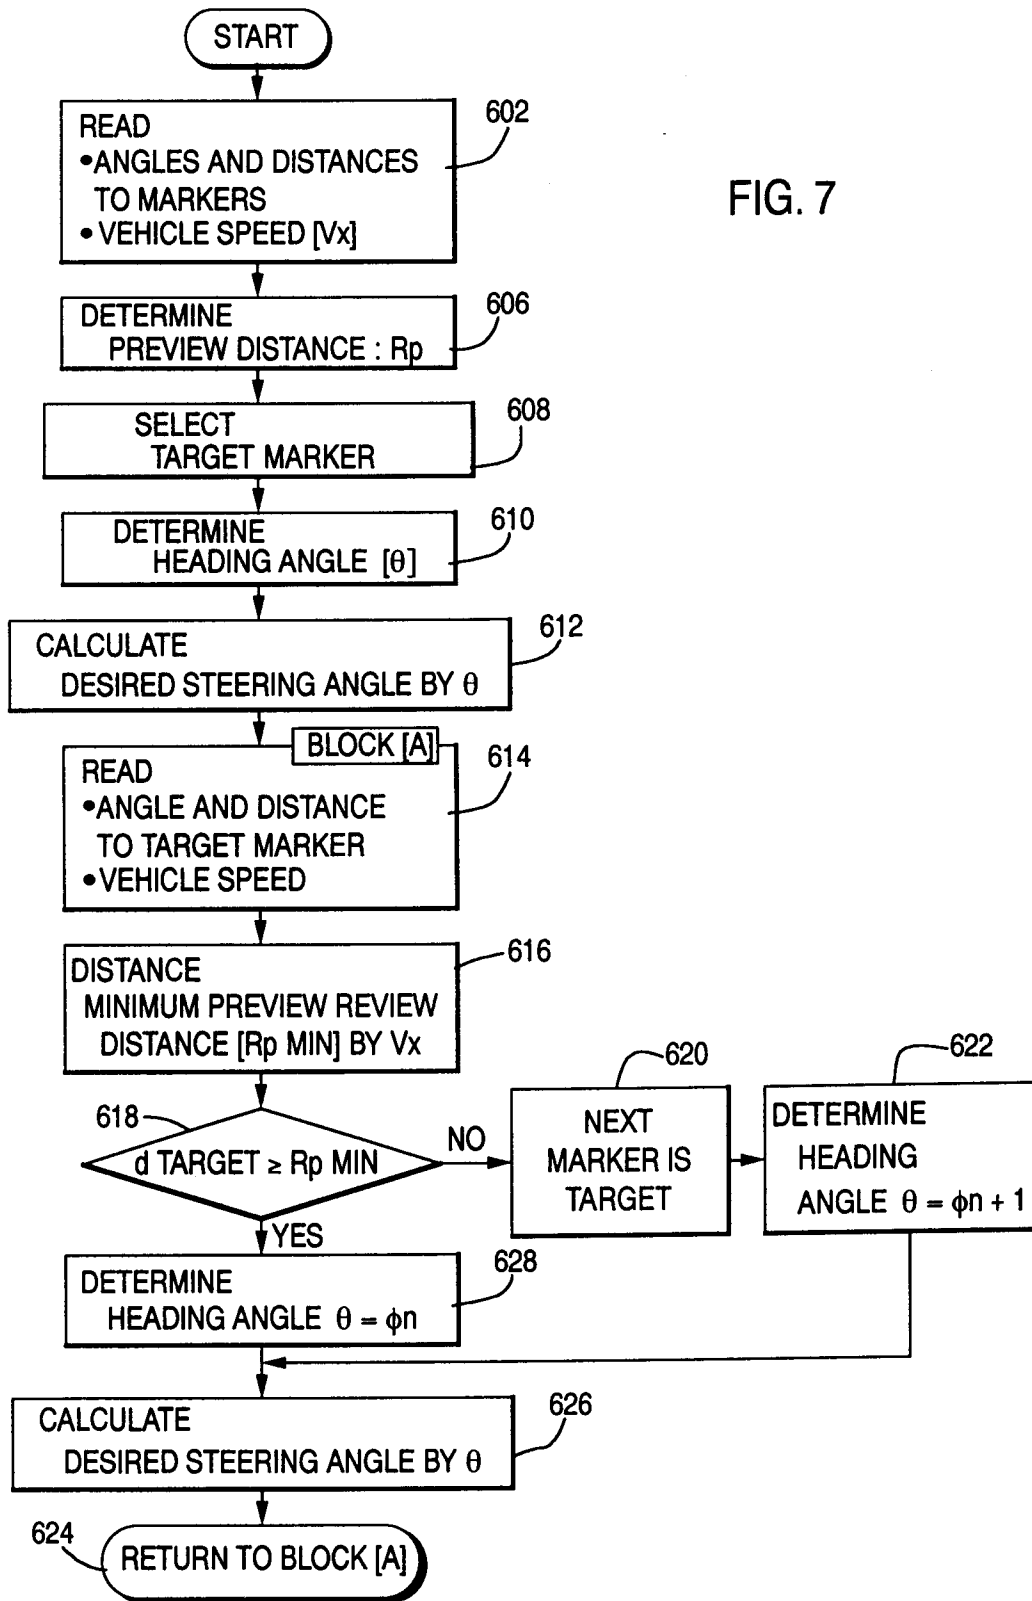 START
602
READ
•ANGLES AND DISTANCES
TO MARKERS
• VEHICLE SPEED [Vx]
FIG. 7
606
DETERMINE
PREVIEW DISTANCE : Rp
608
SELECT
TARGET MARKER
610
DETERMINE
HEADING ANGLE [θ]
612
CALCULATE
DESIRED STEERING ANGLE BY θ
BLOCK [A]
614
READ
•ANGLE AND DISTANCE
TO TARGET MARKER
•VEHICLE SPEED
616
DISTANCE
MINIMUM PREVIEW REVIEW
DISTANCE [Rp MIN] BY Vx
618
d TARGET ≥ Rp MIN
NO
620
NEXT
MARKER IS
TARGET
622
DETERMINE
HEADING
ANGLE θ = ϕn + 1
YES
628
DETERMINE
HEADING ANGLE θ = ϕn
626
CALCULATE
DESIRED STEERING ANGLE BY θ
624
RETURN TO BLOCK [A]